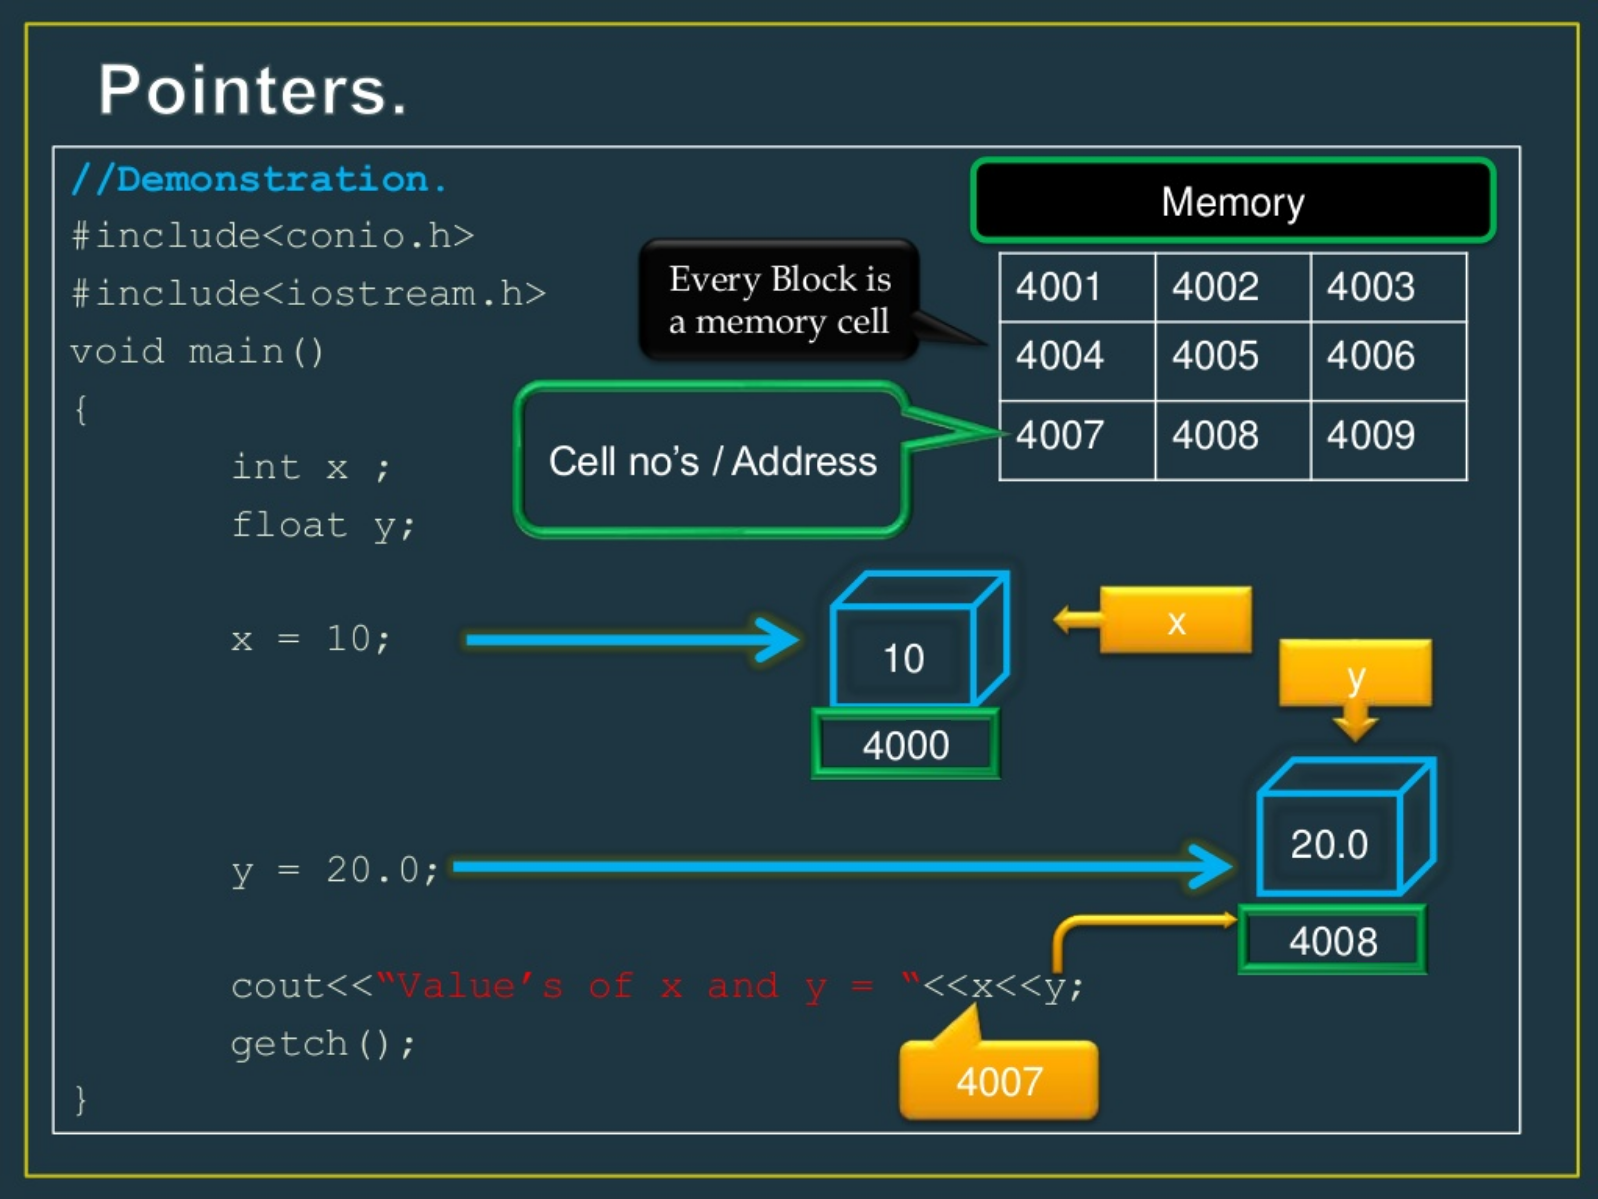 Pointers.
//Demonstration.
#include<conio.h>
#include<iostream.h>
void main()
{
int x ;
float y;
x = 10;
y = 20.0;
cout<<“Value’s of x and y = “<<x<<y;
getch();
}
Memory
4001 4002 4003
4004 4005 4006
4007 4008 4009
Every Block is
a memory cell
Cell no’s / Address
10
4000
x
y
20.0
4008
4007